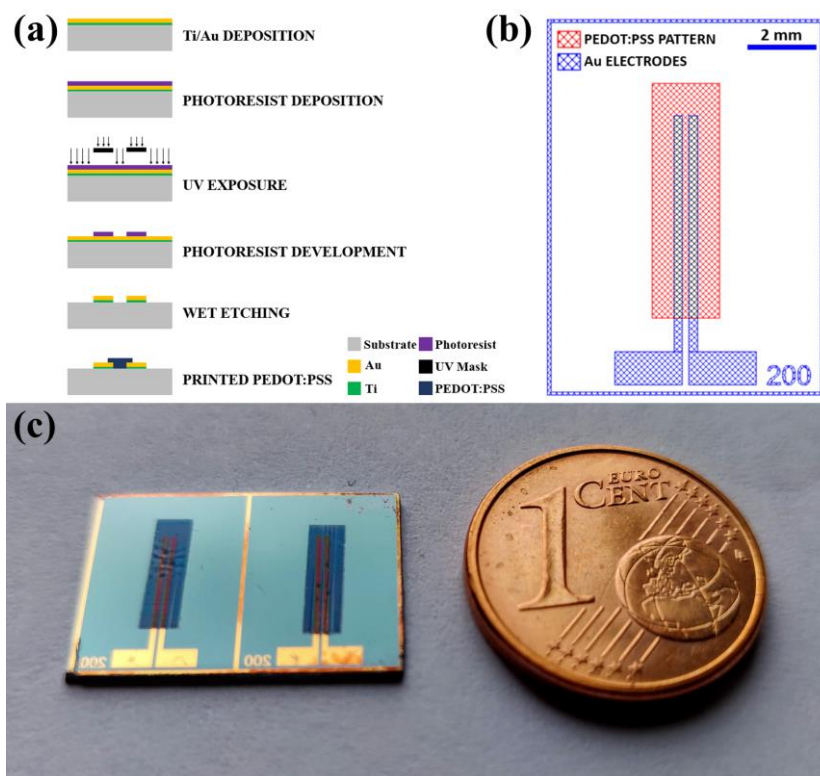 (a)
Ti/Au DEPOSITION
PHOTORESIST DEPOSITION
UV EXPOSURE
PHOTORESIST DEVELOPMENT
WET ETCHING
PRINTED PEDOT:PSS
Substrate Photoresist
Au UV Mask
Ti PEDOT:PSS
(b)
PEDOT:PSS PATTERN
Au ELECTRODES
2 mm
200
(c)
200
200
1
EURO
CENT